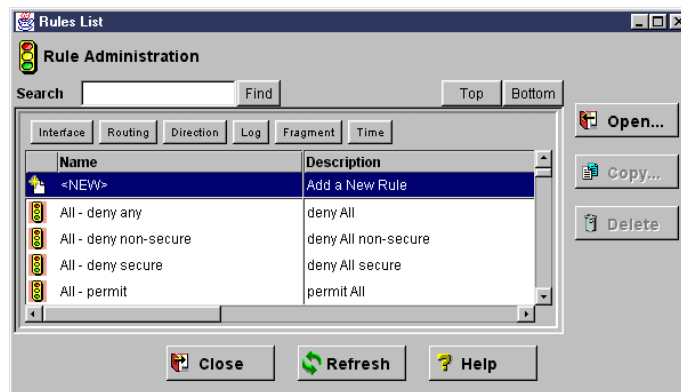 Rules List
Rule Administration
Search Find Top Bottom
Interface Routing Direction Log Fragment Time
Name Description
<NEW> Add a New Rule
All - deny any deny All
All - deny non-secure deny All non-secure
All - deny secure deny All secure
All - permit permit All
Open...
Copy...
Delete
Close Refresh Help